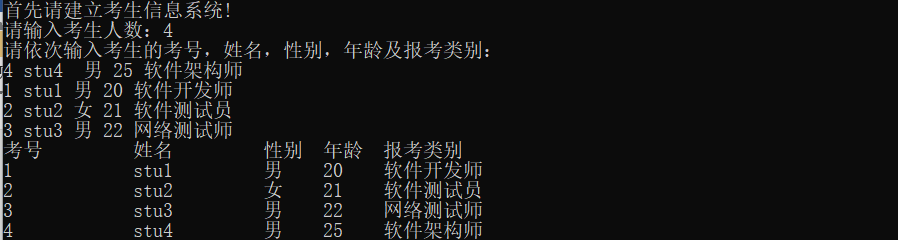 首先请建立考生信息系统!
请输入考生人数: 4
请依次输入考生的考号, 姓名, 性别, 年龄及报考类别:
4 stu4  男 25 软件架构师
1 stu1 男 20 软件开发师
2 stu2 女 21 软件测试员
3 stu3 男 22 网络测试师
考号 姓名 性别 年龄 报考类别
1 stu1 男 20 软件开发师
2 stu2 女 21 软件测试员
3 stu3 男 22 网络测试师
4 stu4 男 25 软件架构师